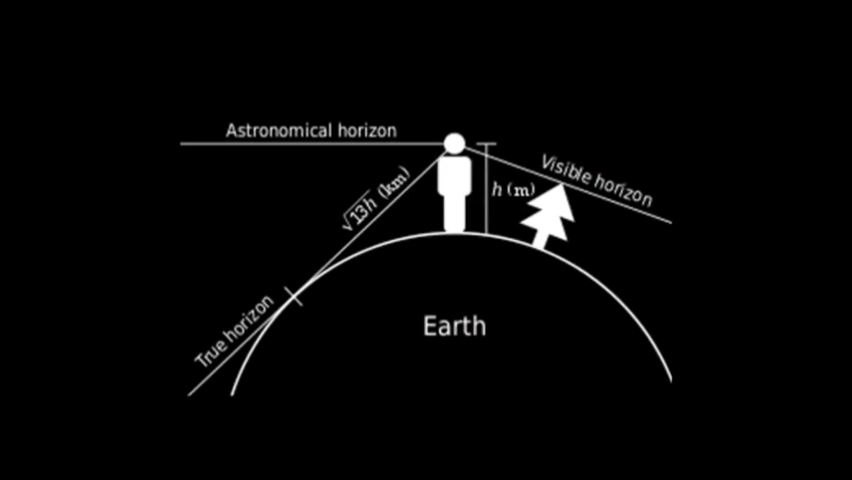 Astronomical horizon
Visible horizon
√13h (km)
h (m)
True horizon
Earth